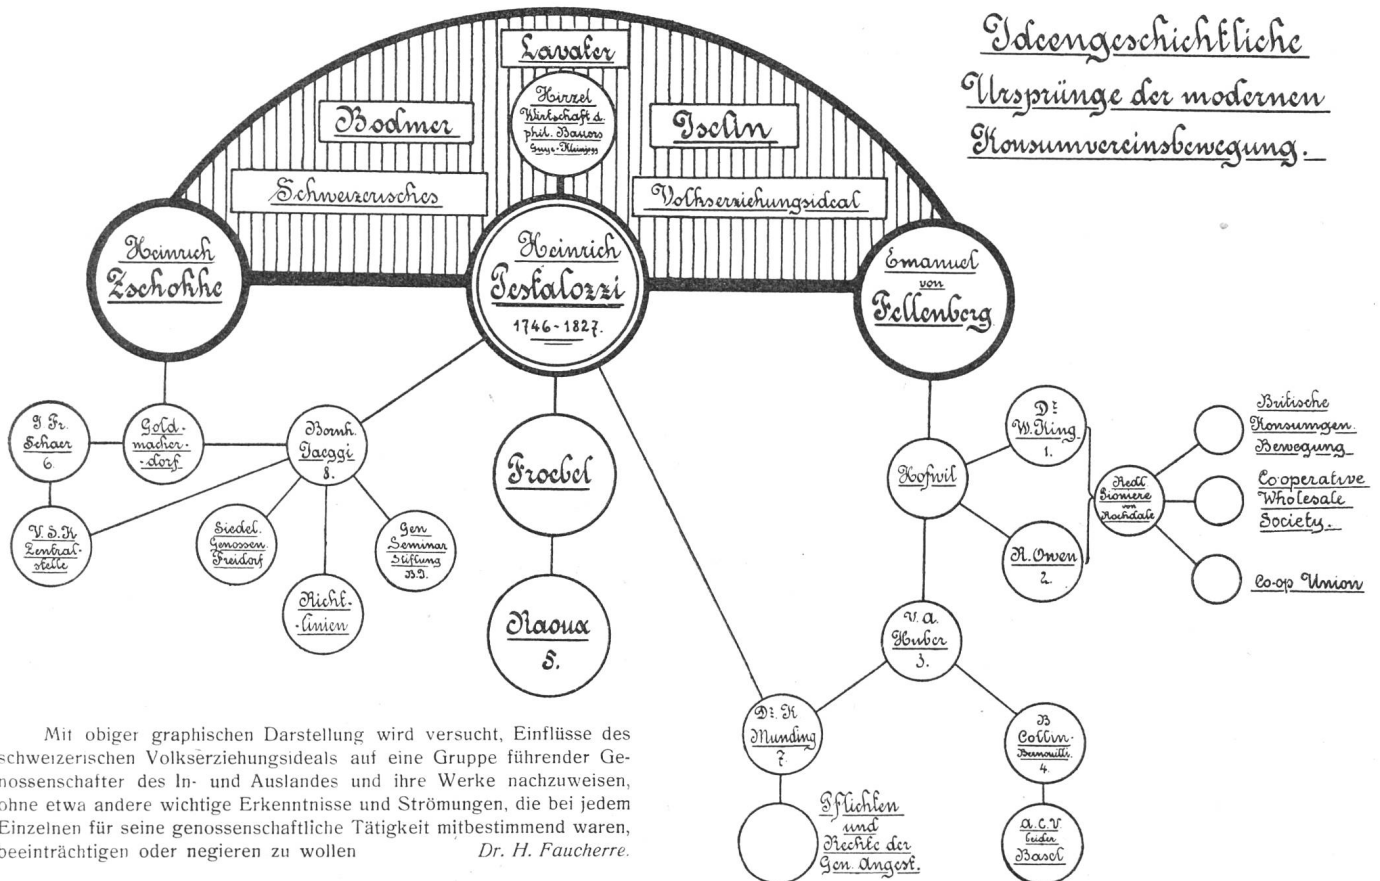 Ideengeschichtliche
Ursprünge der modernen
Konsumvereinsbewegung.
Lavater
Hirzel
Wirtschaft d.
phil. Bauers
Bodmer
Iselin
Schweizerisches
Volkserziehungsideal
Heinrich
Zschokke
Heinrich
Pestalozzi
1746-1827.
Emanuel
von
Fellenberg
J Fr.
Schaer
6.
Gold-
macher-
-dorf
Bernh.
Jaeggi
8.
Froebel
Hofwil
Dr.
W. King
1.
Redl
Pioniere
von
Rochdale
Britische
Konsumgen.
Bewegung
Cooperative
Wholesale
Society.
Co-op Union
V. S. K
Zentral-
stelle
Siedel.
Genossen.
Freidorf
Gen
Seminar
Stiftung
B.J.
Richt-
-linien
R. Owen
2.
Raoux
5.
V. A.
Huber
3.
Dr. K
Munding
7.
B
Collin-
Bernoulli.
4.
Pflichten
und
Rechte der
Gen. Angest.
A.C.V.
beider
Basel
Mit obiger graphischen Darstellung wird versucht, Einflüsse des
schweizerischen Volkserziehungsideals auf eine Gruppe führender Ge-
nossenschafter des In- und Auslandes und ihre Werke nachzuweisen,
ohne etwa andere wichtige Erkenntnisse und Strömungen, die bei jedem
Einzelnen für seine genossenschaftliche Tätigkeit mitbestimmend waren,
beeinträchtigen oder negieren zu wollen Dr. H. Faucherre.